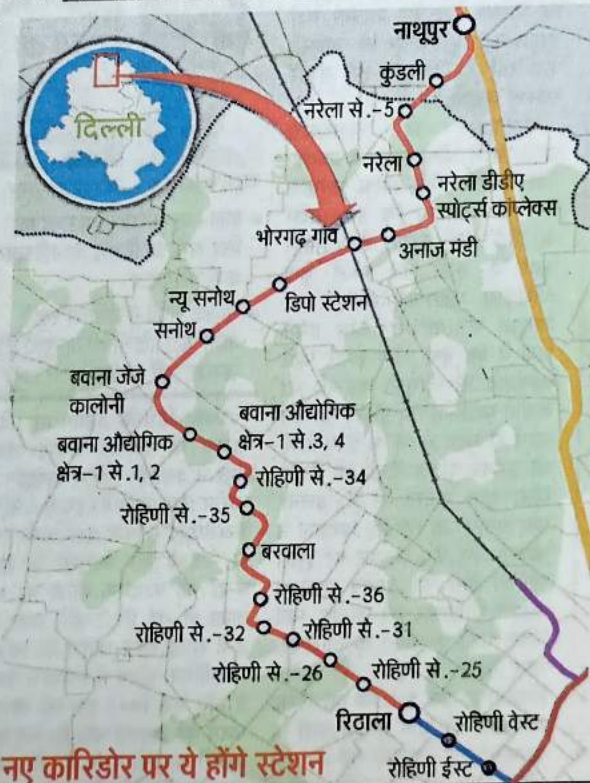 नाथूपुर
कुंडली
नरेला से.-5
दिल्ली
नरेला
नरेला डीडीए
स्पोर्ट्स कांप्लेक्स
भोरगढ़ गांव
अनाज मंडी
न्यू सनोथ
डिपो स्टेशन
सनोथ
बवाना जेजे
कालोनी
बवाना औद्योगिक
क्षेत्र-1 से.3, 4
बवाना औद्योगिक
क्षेत्र-1 से.1, 2
रोहिणी से.-34
रोहिणी से.-35
बरवाला
रोहिणी से.-36
रोहिणी से.-32
रोहिणी से.-31
रोहिणी से.-26
रोहिणी से.-25
रिठाला
रोहिणी वेस्ट
रोहिणी ईस्ट
नए कारिडोर पर ये होंगे स्टेशन